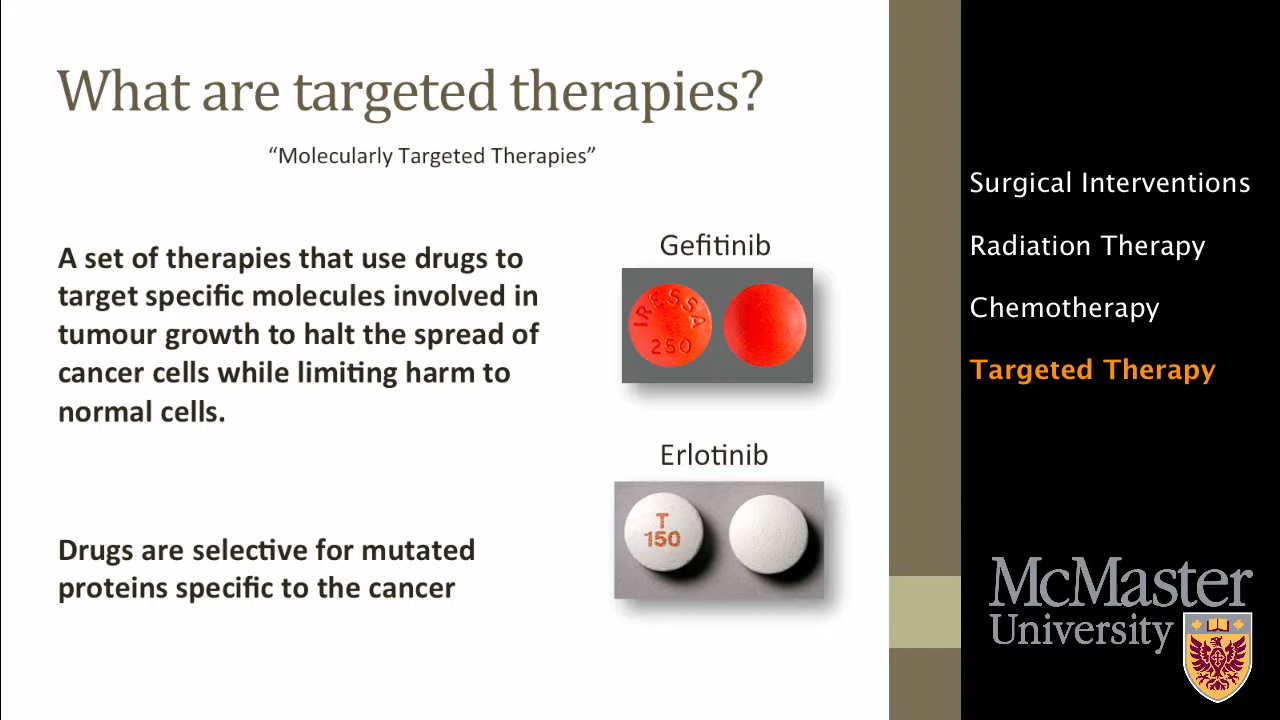 What are targeted therapies?
“Molecularly Targeted Therapies”
A set of therapies that use drugs to
target specific molecules involved in
tumour growth to halt the spread of
cancer cells while limiting harm to
normal cells.
Drugs are selective for mutated
proteins specific to the cancer
Gefitinib
IRESSA
250
Erlotinib
T
150
Surgical Interventions
Radiation Therapy
Chemotherapy
Targeted Therapy
McMaster
University